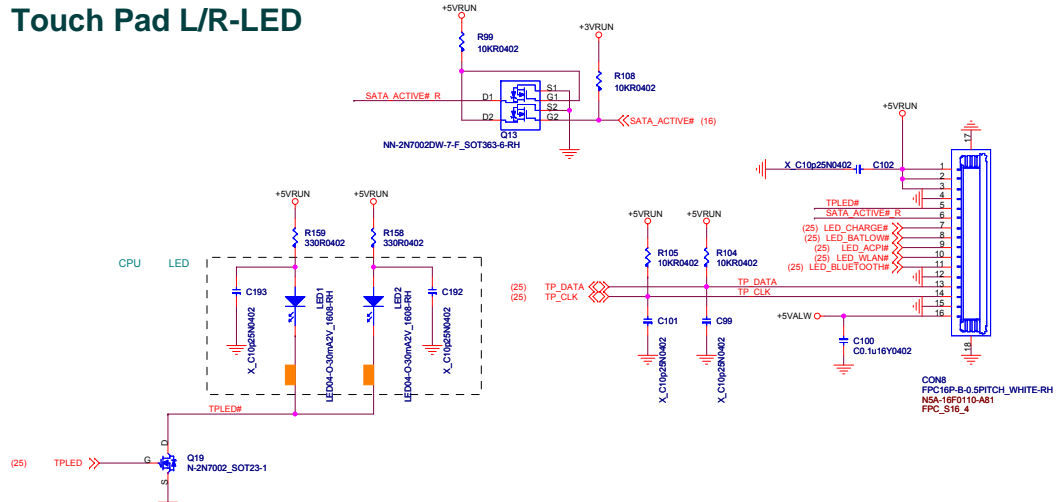 Touch Pad L/R-LED
+5VRUN
R99
10KR0402
+3VRUN
R108
10KR0402
SATA_ACTIVE#_R
D1
S1
G1
S2
D2
G2
SATA_ACTIVE# (16)
Q13
NN-2N7002DW-7-F_SOT363-6-RH
+5VRUN
17
X_C10p25N0402
C102
1
2
3
4
TPLED#
5
SATA_ACTIVE#_R
6
(25) LED_CHARGE#
7
(25) LED_BATLOW#
8
(25) LED_ACPI#
9
(25) LED_WLAN#
10
(25) LED_BLUETOOTH#
11
12
13
14
15
16
18
+5VRUN
+5VRUN
R159
330R0402
R158
330R0402
CPU LED
C193
X_C10p25N0402
LED1
LED04-O-30mA2V_1608-RH
LED2
LED04-O-30mA2V_1608-RH
C192
X_C10p25N0402
TPLED#
(25) TPLED
D
G
S
Q19
N-2N7002_SOT23-1
+5VRUN
+5VRUN
R105
10KR0402
R104
10KR0402
(25) TP_DATA
TP_DATA
(25) TP_CLK
TP_CLK
C101
X_C10p25N0402
C99
X_C10p25N0402
+5VALW
C100
C0.1u16Y0402
CON8
FPC16P-B-0.5PITCH_WHITE-RH
N5A-16F0110-A81
FPC_S16_4